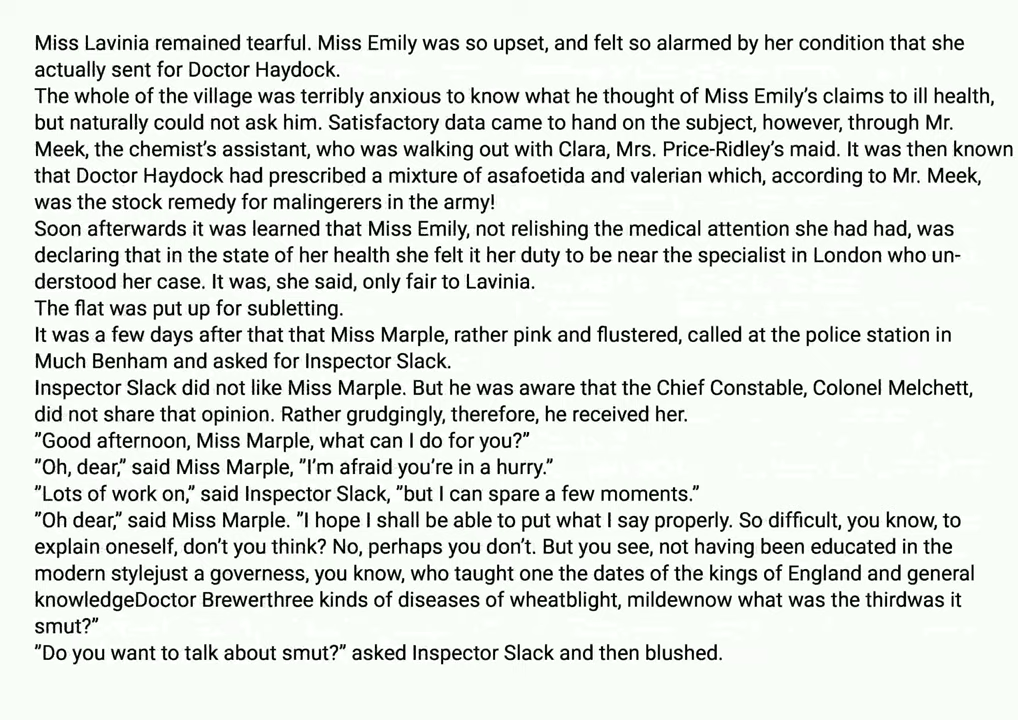 Miss Lavinia remained tearful. Miss Emily was so upset, and felt so alarmed by her condition that she
actually sent for Doctor Haydock.
The whole of the village was terribly anxious to know what he thought of Miss Emily’s claims to ill health,
but naturally could not ask him. Satisfactory data came to hand on the subject, however, through Mr.
Meek, the chemist’s assistant, who was walking out with Clara, Mrs. Price-Ridley’s maid. It was then known
that Doctor Haydock had prescribed a mixture of asafoetida and valerian which, according to Mr. Meek,
was the stock remedy for malingerers in the army!
Soon afterwards it was learned that Miss Emily, not relishing the medical attention she had had, was
declaring that in the state of her health she felt it her duty to be near the specialist in London who un-
derstood her case. It was, she said, only fair to Lavinia.
The flat was put up for subletting.
It was a few days after that that Miss Marple, rather pink and flustered, called at the police station in
Much Benham and asked for Inspector Slack.
Inspector Slack did not like Miss Marple. But he was aware that the Chief Constable, Colonel Melchett,
did not share that opinion. Rather grudgingly, therefore, he received her.
”Good afternoon, Miss Marple, what can I do for you?”
”Oh, dear,” said Miss Marple, ”I’m afraid you’re in a hurry.”
”Lots of work on,” said Inspector Slack, ”but I can spare a few moments.”
”Oh dear,” said Miss Marple. ”I hope I shall be able to put what I say properly. So difficult, you know, to
explain oneself, don’t you think? No, perhaps you don’t. But you see, not having been educated in the
modern stylejust a governess, you know, who taught one the dates of the kings of England and general
knowledgeDoctor Brewerthree kinds of diseases of wheatblight, mildewnow what was the thirdwas it
smut?”
”Do you want to talk about smut?” asked Inspector Slack and then blushed.